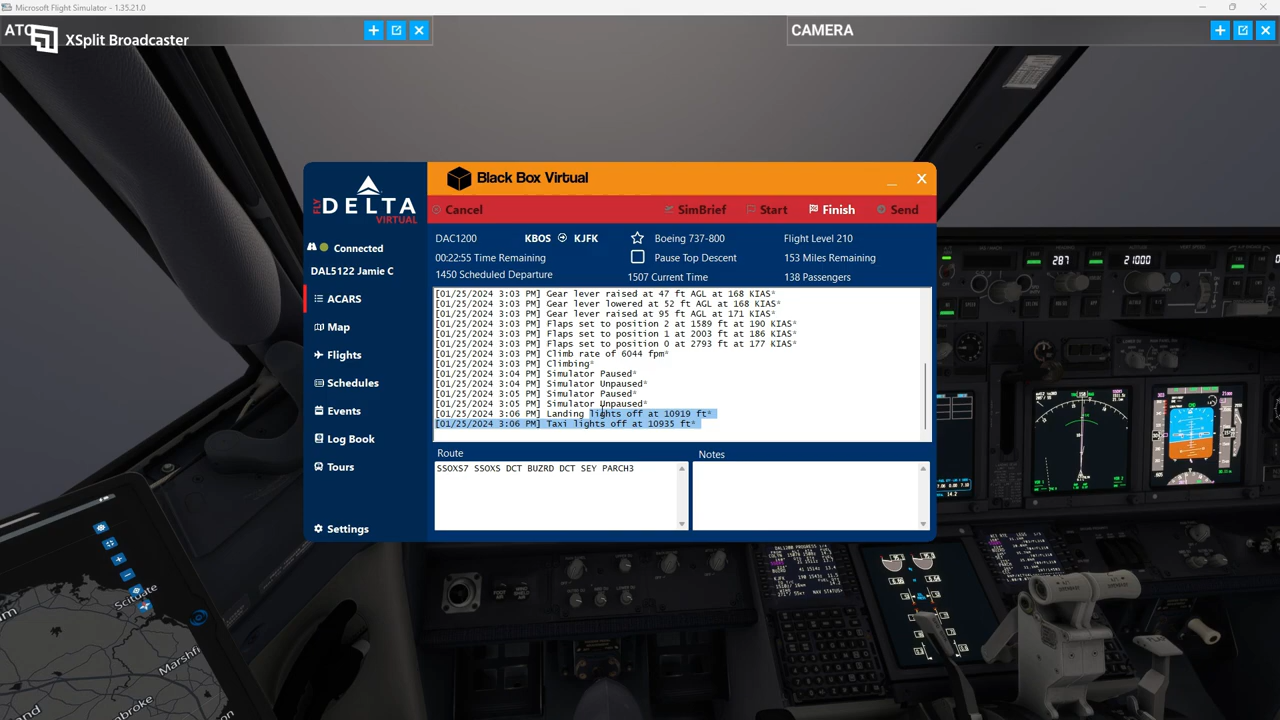 Microsoft Flight Simulator - 1.35.21.0
ATC
XSplit Broadcaster
CAMERA
FLY DELTA VIRTUAL
Black Box Virtual
Cancel
SimBrief
Start
Finish
Send
Connected
DAL5122 Jamie C
ACARS
Map
Flights
Schedules
Events
Log Book
Tours
Settings
DAC1200 KBOS KJFK Boeing 737-800 Flight Level 210
00:22:55 Time Remaining Pause Top Descent 153 Miles Remaining
1450 Scheduled Departure 1507 Current Time 138 Passengers
[01/25/2024 3:03 PM] Gear lever raised at 47 ft AGL at 168 KIAS*
[01/25/2024 3:03 PM] Gear lever lowered at 52 ft AGL at 168 KIAS*
[01/25/2024 3:03 PM] Gear lever raised at 95 ft AGL at 171 KIAS*
[01/25/2024 3:03 PM] Flaps set to position 2 at 1589 ft at 190 KIAS*
[01/25/2024 3:03 PM] Flaps set to position 1 at 2003 ft at 186 KIAS*
[01/25/2024 3:03 PM] Flaps set to position 0 at 2793 ft at 177 KIAS*
[01/25/2024 3:03 PM] Climb rate of 6044 fpm*
[01/25/2024 3:03 PM] Climbing*
[01/25/2024 3:04 PM] Simulator Paused*
[01/25/2024 3:04 PM] Simulator Unpaused*
[01/25/2024 3:05 PM] Simulator Paused*
[01/25/2024 3:05 PM] Simulator Unpaused*
[01/25/2024 3:06 PM] Landing lights off at 10919 ft*
[01/25/2024 3:06 PM] Taxi lights off at 10935 ft*
Route
Notes
SSOXS7 SSOXS DCT BUZRD DCT SEY PARCH3
287
21000
Scituate